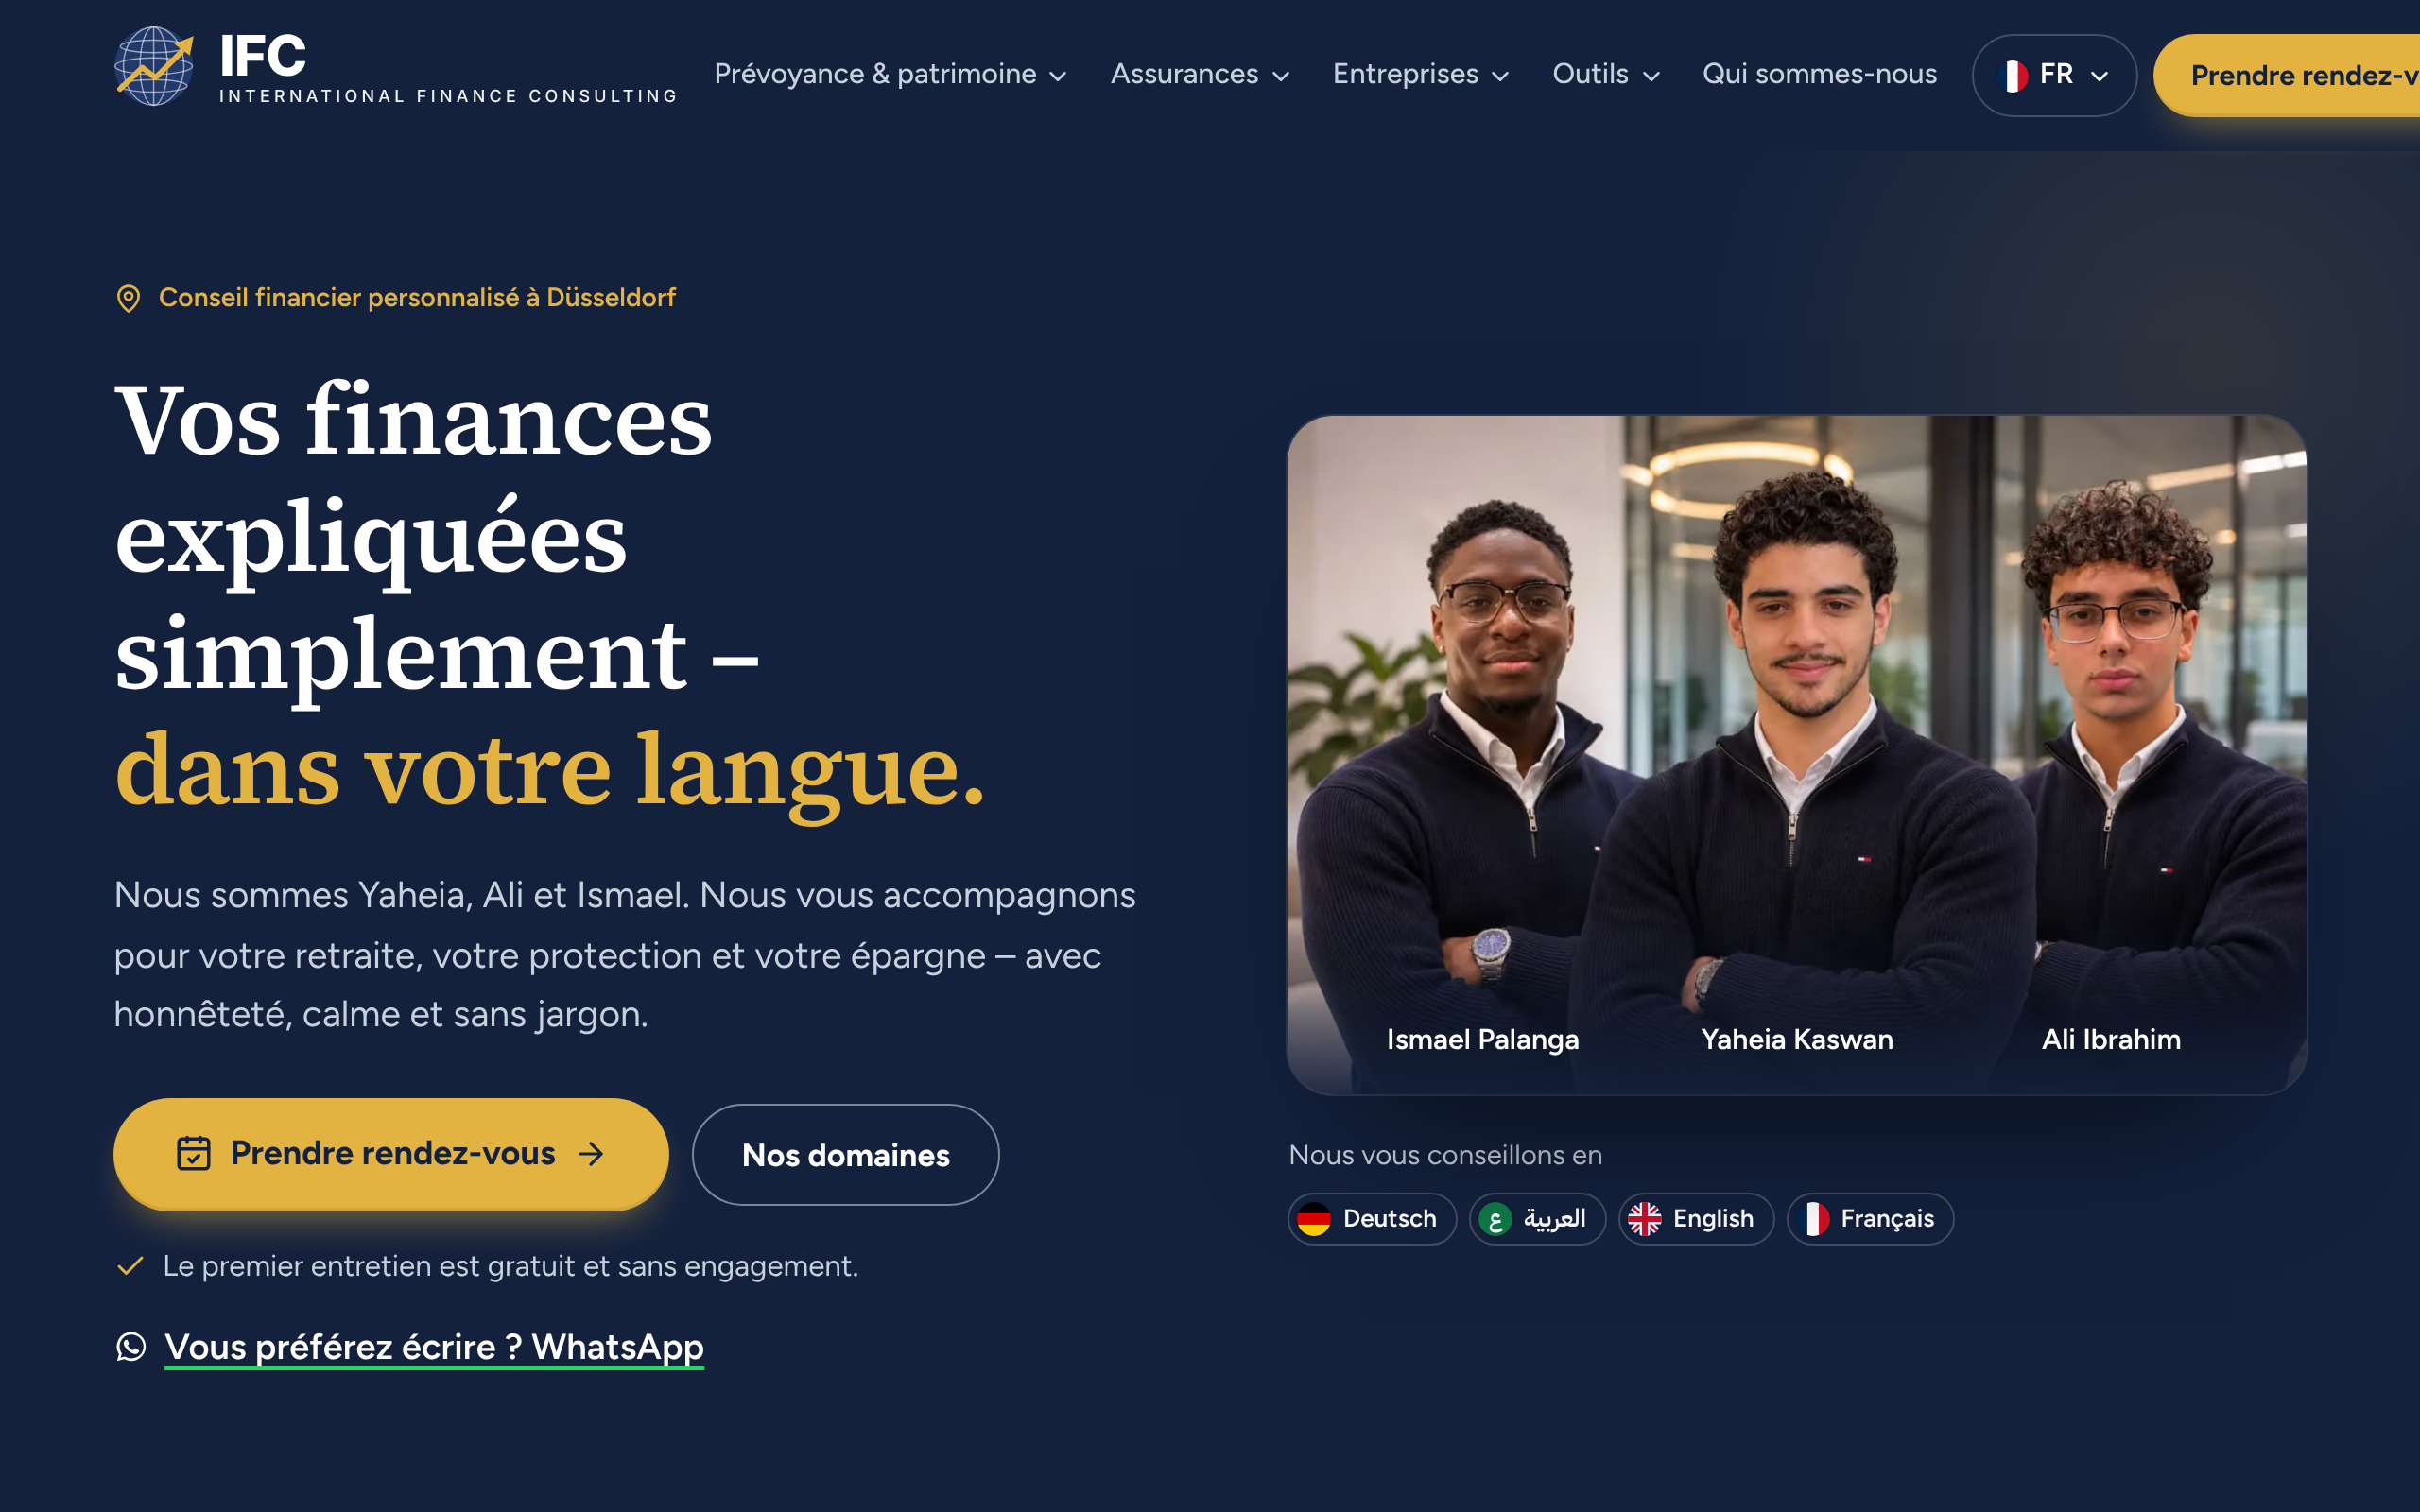 IFC
INTERNATIONAL FINANCE CONSULTING
Prévoyance & patrimoine
Assurances
Entreprises
Outils
Qui sommes-nous
FR
Prendre rendez-v
Conseil financier personnalisé à Düsseldorf
Vos finances
expliquées
simplement –
dans votre langue.
Nous sommes Yaheia, Ali et Ismael. Nous vous accompagnons
pour votre retraite, votre protection et votre épargne – avec
honnêteté, calme et sans jargon.
Prendre rendez-vous
Nos domaines
Le premier entretien est gratuit et sans engagement.
Vous préférez écrire ? WhatsApp
Ismael Palanga
Yaheia Kaswan
Ali Ibrahim
Nous vous conseillons en
Deutsch
ع العربية
English
Français